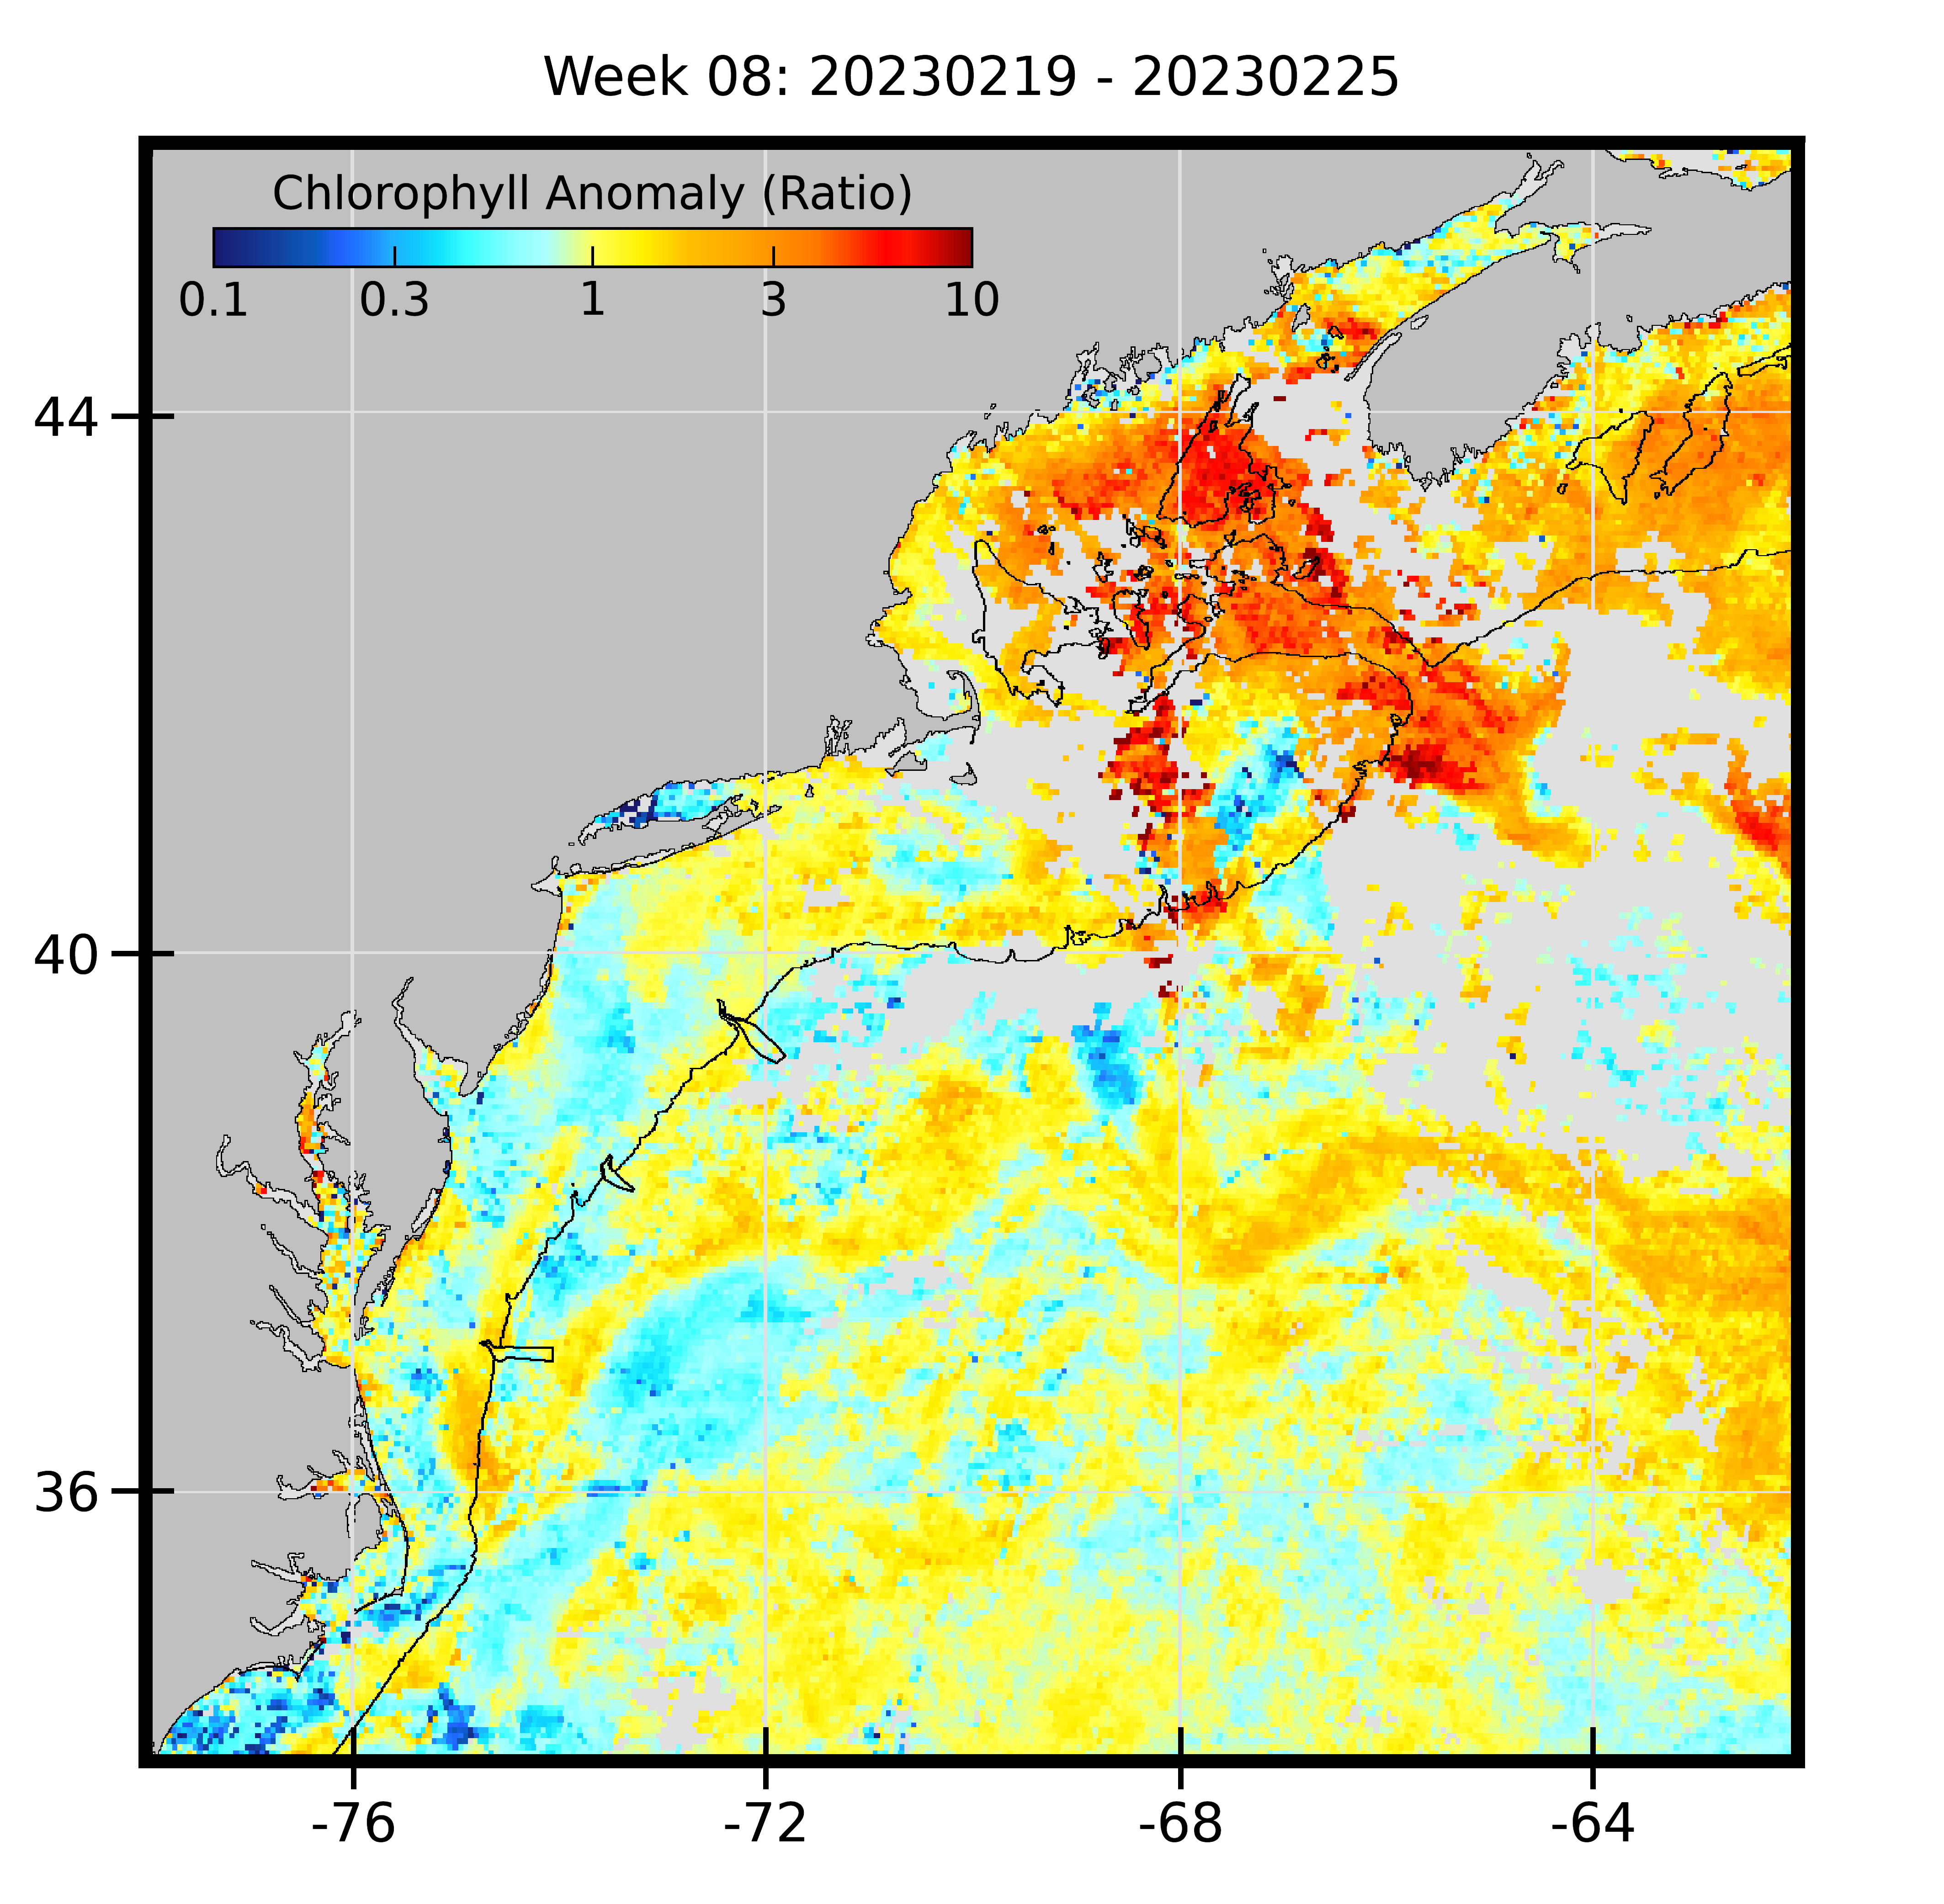 Week 08: 20230219 - 20230225
Chlorophyll Anomaly (Ratio)
0.1 0.3 1 3 10
44
40
36
-76 -72 -68 -64